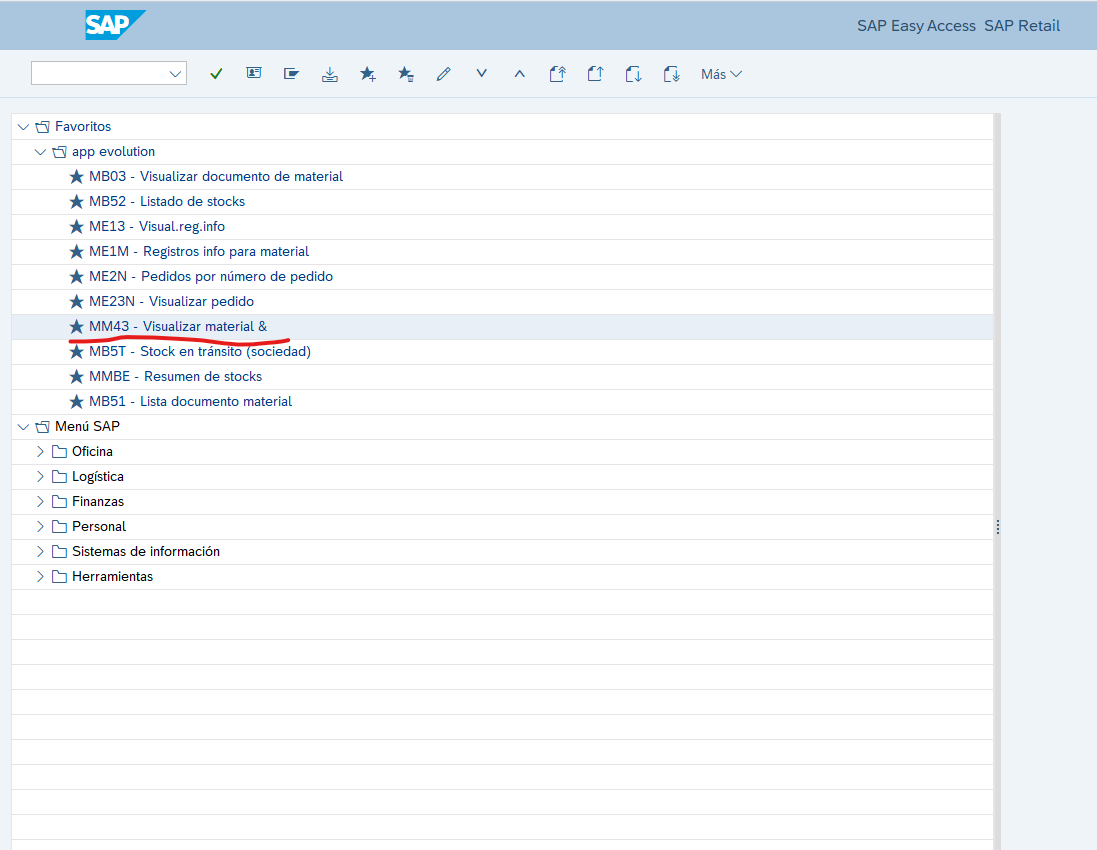 SAP
SAP Easy Access SAP Retail
Más
Favoritos
app evolution
MB03 - Visualizar documento de material
MB52 - Listado de stocks
ME13 - Visual.reg.info
ME1M - Registros info para material
ME2N - Pedidos por número de pedido
ME23N - Visualizar pedido
MM43 - Visualizar material &
MB5T - Stock en tránsito (sociedad)
MMBE - Resumen de stocks
MB51 - Lista documento material
Menú SAP
Oficina
Logística
Finanzas
Personal
Sistemas de información
Herramientas